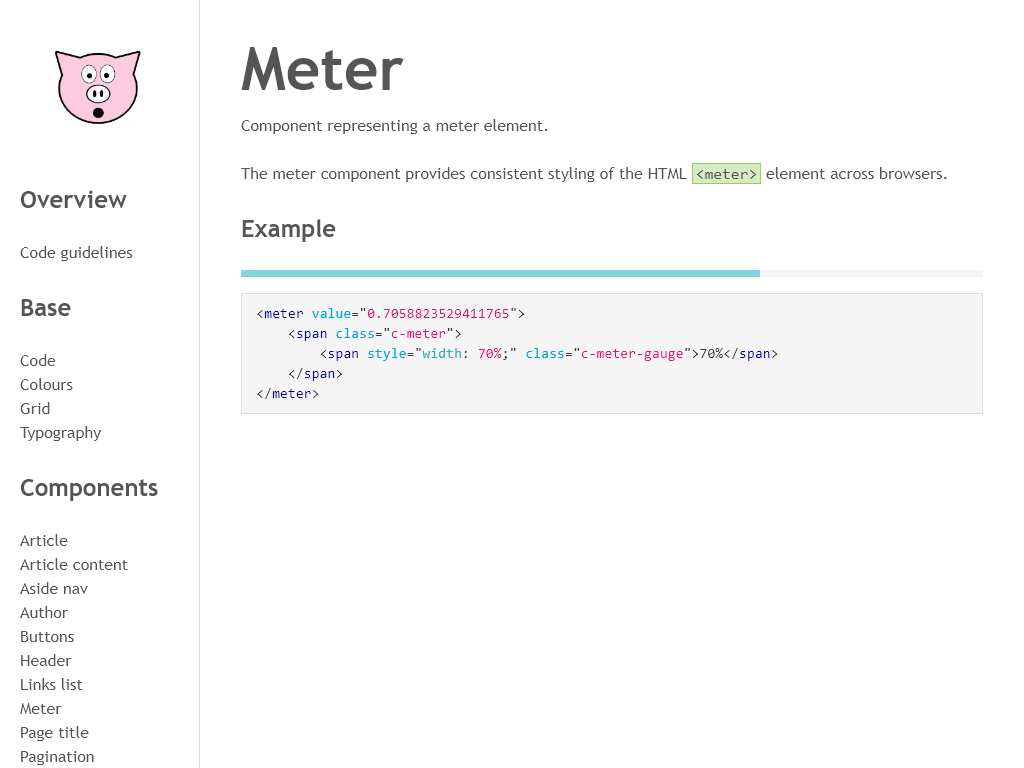 Overview
Code guidelines
Base
Code
Colours
Grid
Typography
Components
Article
Article content
Aside nav
Author
Buttons
Header
Links list
Meter
Page title
Pagination
Meter
Component representing a meter element.
The meter component provides consistent styling of the HTML <meter> element across browsers.
Example
<meter value="0.7058823529411765">
    <span class="c-meter">
        <span style="width: 70%;" class="c-meter-gauge">70%</span>
    </span>
</meter>